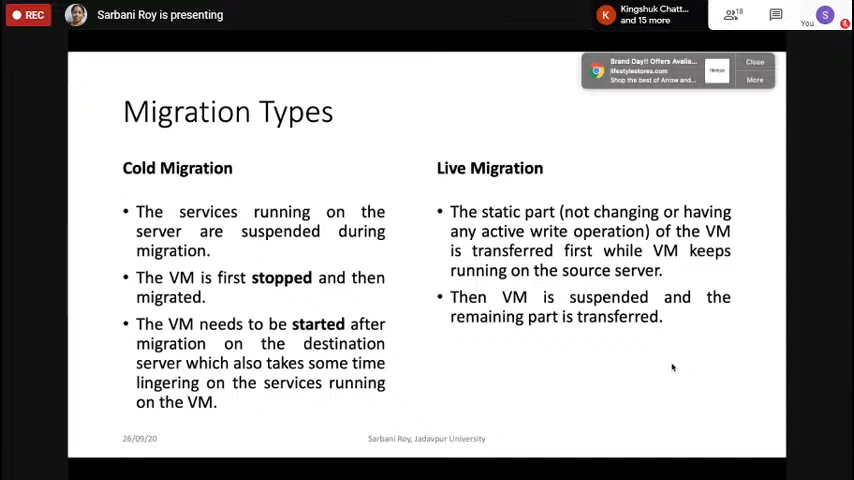 REC
Sarbani Roy is presenting
K
Kingshuk Chatt...
and 15 more
18
You
S
Brand Day!! Offers Availa...
lifestylestores.com
Shop the best of Arrow and...
Close
More
Migration Types
Cold Migration
• The services running on the
server are suspended during
migration.
• The VM is first stopped and then
migrated.
• The VM needs to be started after
migration on the destination
server which also takes some time
lingering on the services running
on the VM.
Live Migration
• The static part (not changing or having
any active write operation) of the VM
is transferred first while VM keeps
running on the source server.
• Then VM is suspended and the
remaining part is transferred.
26/09/20
Sarbani Roy, Jadavpur University